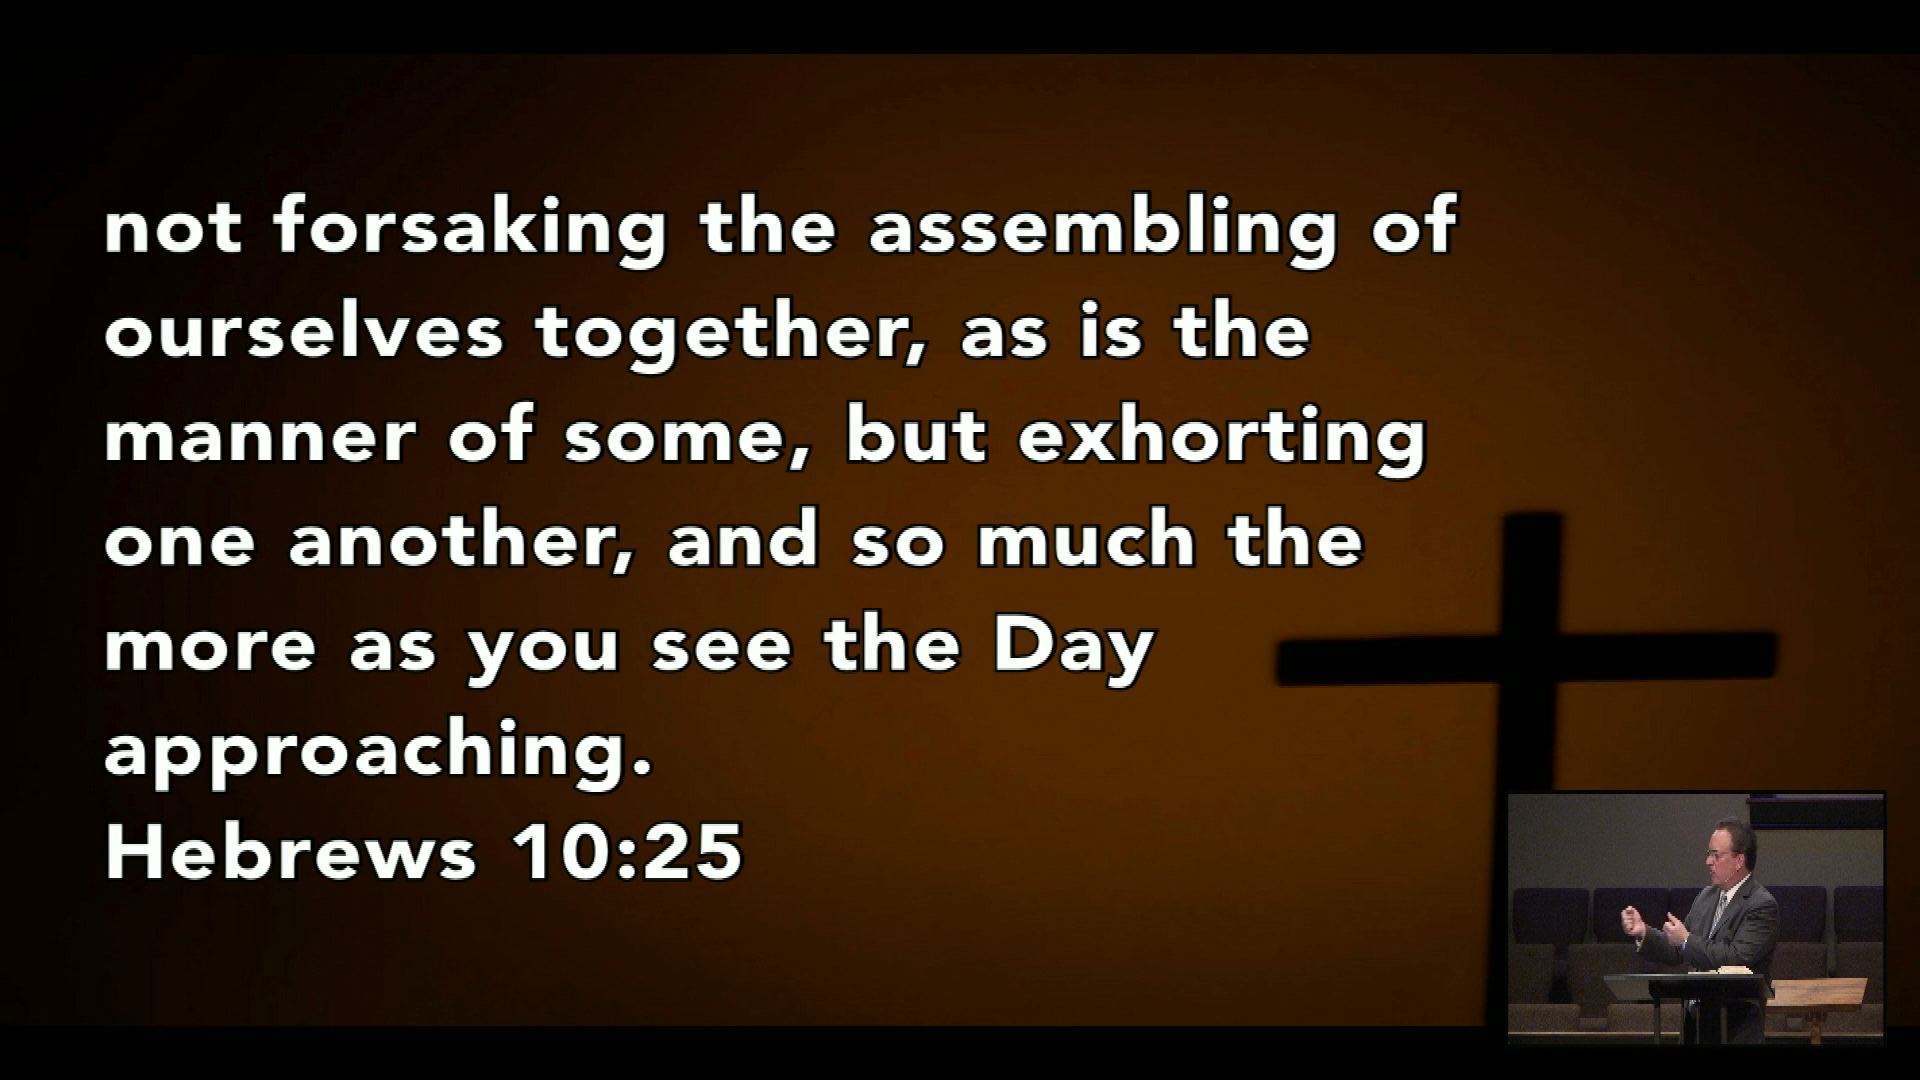 not forsaking the assembling of
ourselves together, as is the
manner of some, but exhorting
one another, and so much the
more as you see the Day
approaching.
Hebrews 10:25